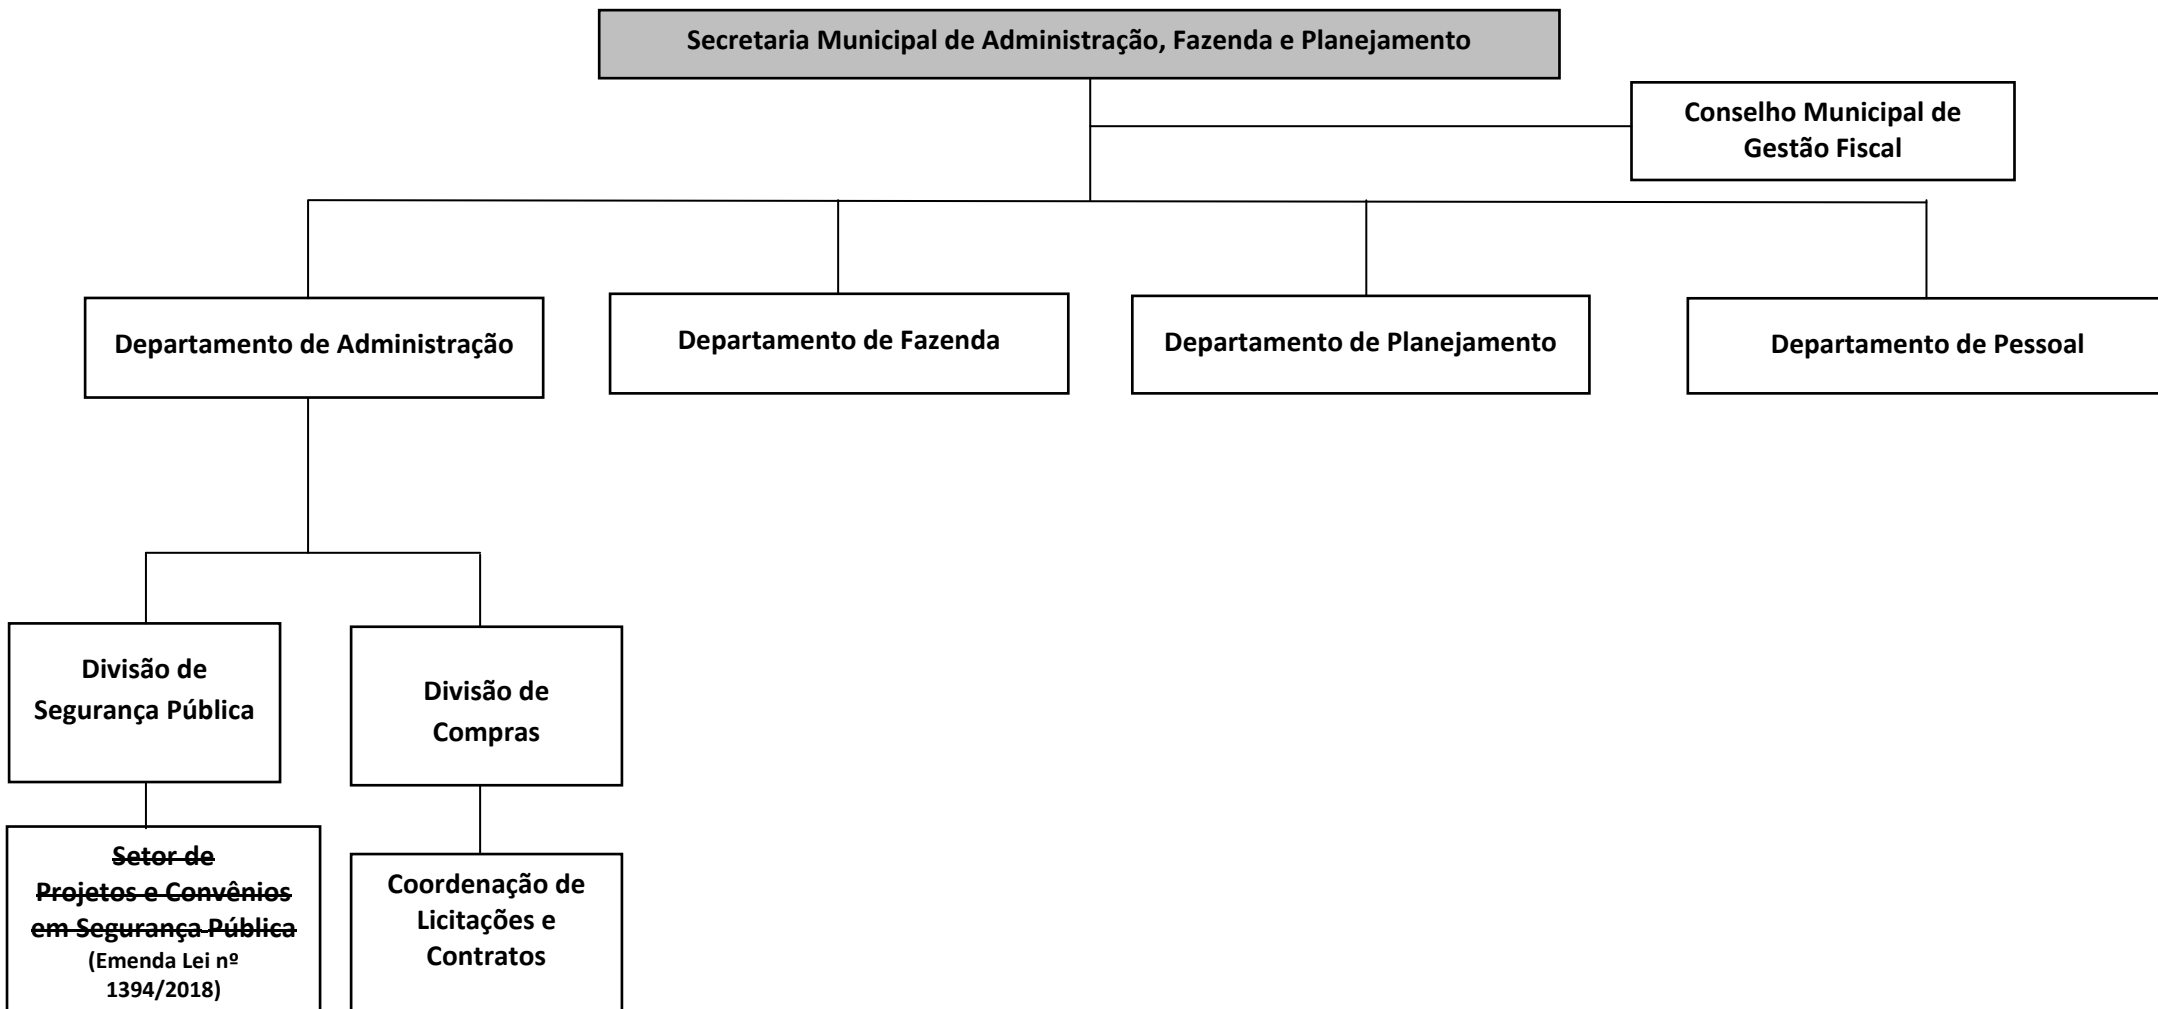 Secretaria Municipal de Administração, Fazenda e Planejamento
Conselho Municipal de
Gestão Fiscal
Departamento de Administração
Departamento de Fazenda
Departamento de Planejamento
Departamento de Pessoal
Divisão de
Segurança Pública
Divisão de
Compras
Setor de
Projetos e Convênios
em Segurança Pública
(Emenda Lei nº
1394/2018)
Coordenação de
Licitações e
Contratos